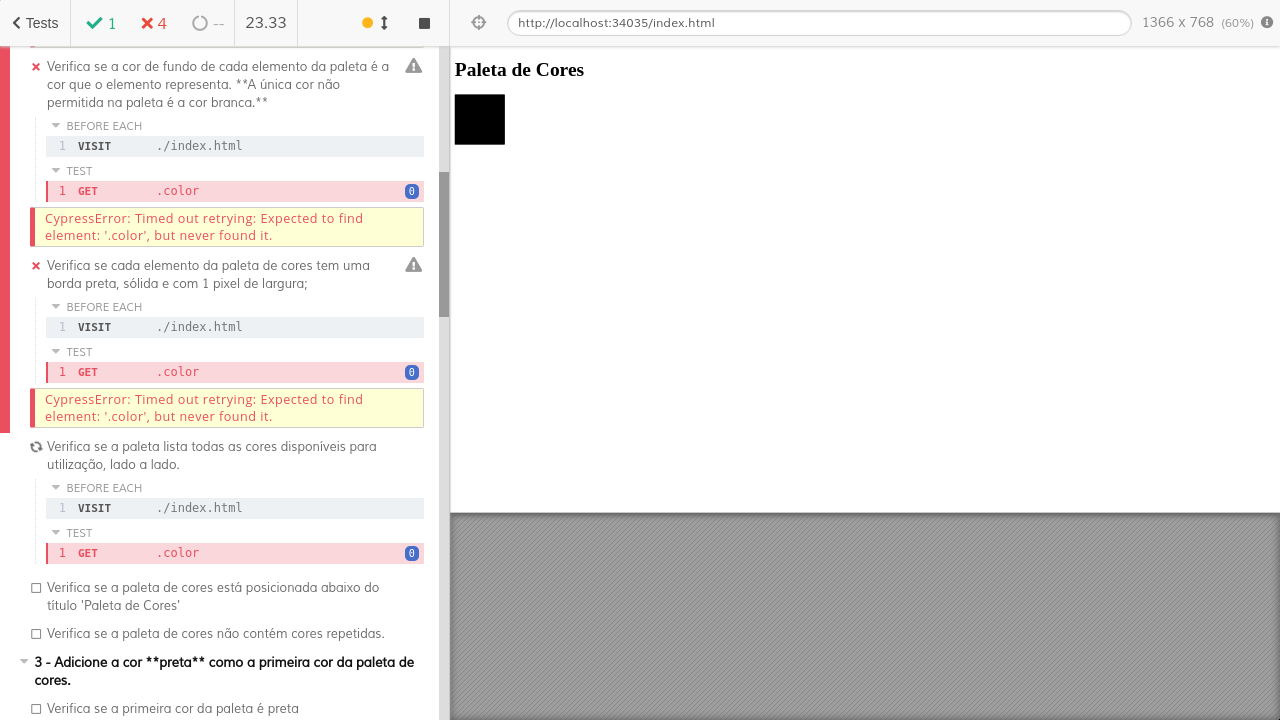 Tests
1
4
--
23.33
http://localhost:34035/index.html
1366 x 768 (60%)
Verifica se a cor de fundo de cada elemento da paleta é a
cor que o elemento representa. **A única cor não
permitida na paleta é a cor branca.**
BEFORE EACH
1 VISIT ./index.html
TEST
1 GET .color 0
CypressError: Timed out retrying: Expected to find
element: '.color', but never found it.
Verifica se cada elemento da paleta de cores tem uma
borda preta, sólida e com 1 pixel de largura;
BEFORE EACH
1 VISIT ./index.html
TEST
1 GET .color 0
CypressError: Timed out retrying: Expected to find
element: '.color', but never found it.
Verifica se a paleta lista todas as cores disponíveis para
utilização, lado a lado.
BEFORE EACH
1 VISIT ./index.html
TEST
1 GET .color 0
Verifica se a paleta de cores está posicionada abaixo do
título 'Paleta de Cores'
Verifica se a paleta de cores não contém cores repetidas.
3 - Adicione a cor **preta** como a primeira cor da paleta de
cores.
Verifica se a primeira cor da paleta é preta
Paleta de Cores